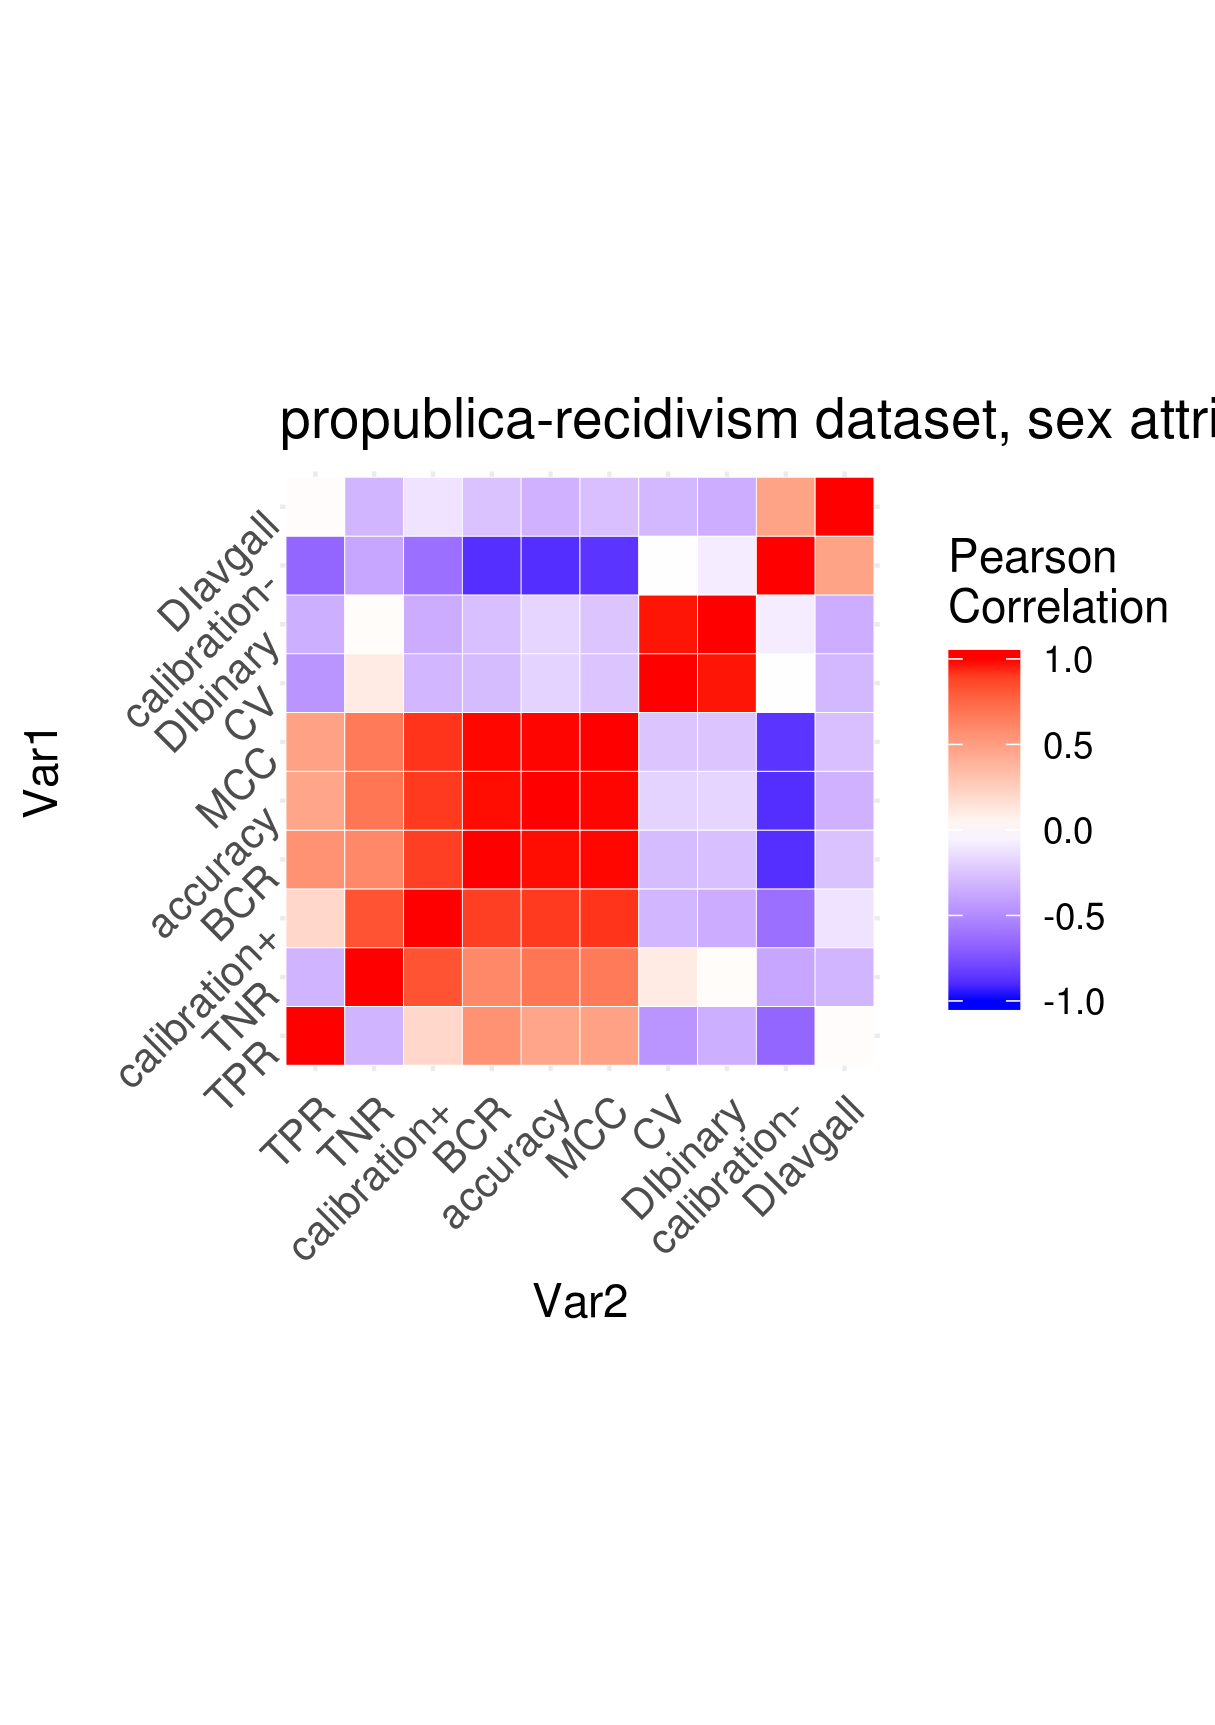 propublica-recidivism dataset, sex attri
DIavgall
calibration-
DIbinary
CV
MCC
accuracy
BCR
calibration+
TNR
TPR
Var1
TPR
TNR
calibration+
BCR
accuracy
MCC
CV
DIbinary
calibration-
DIavgall
Var2
Pearson
Correlation
1.0
0.5
0.0
-0.5
-1.0